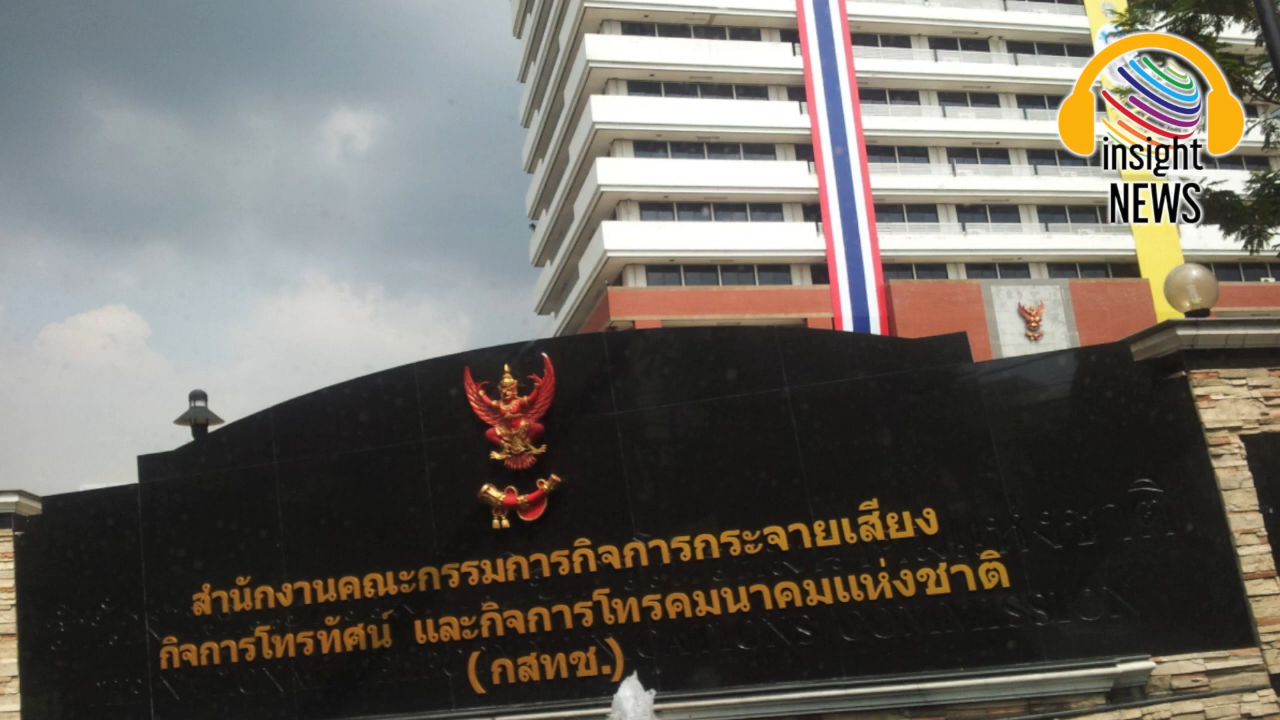 insight
NEWS
สำนักงานคณะกรรมการกิจการกระจายเสียง
กิจการโทรทัศน์ และกิจการโทรคมนาคมแห่งชาติ
(กสทช.)